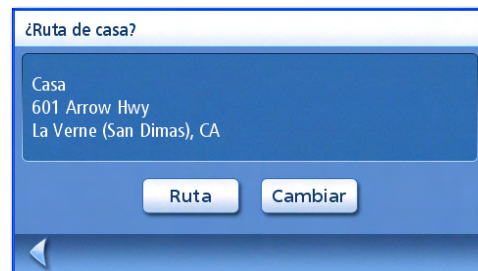 ¿Ruta de casa?
Casa
601 Arrow Hwy
La Verne (San Dimas), CA
Ruta
Cambiar